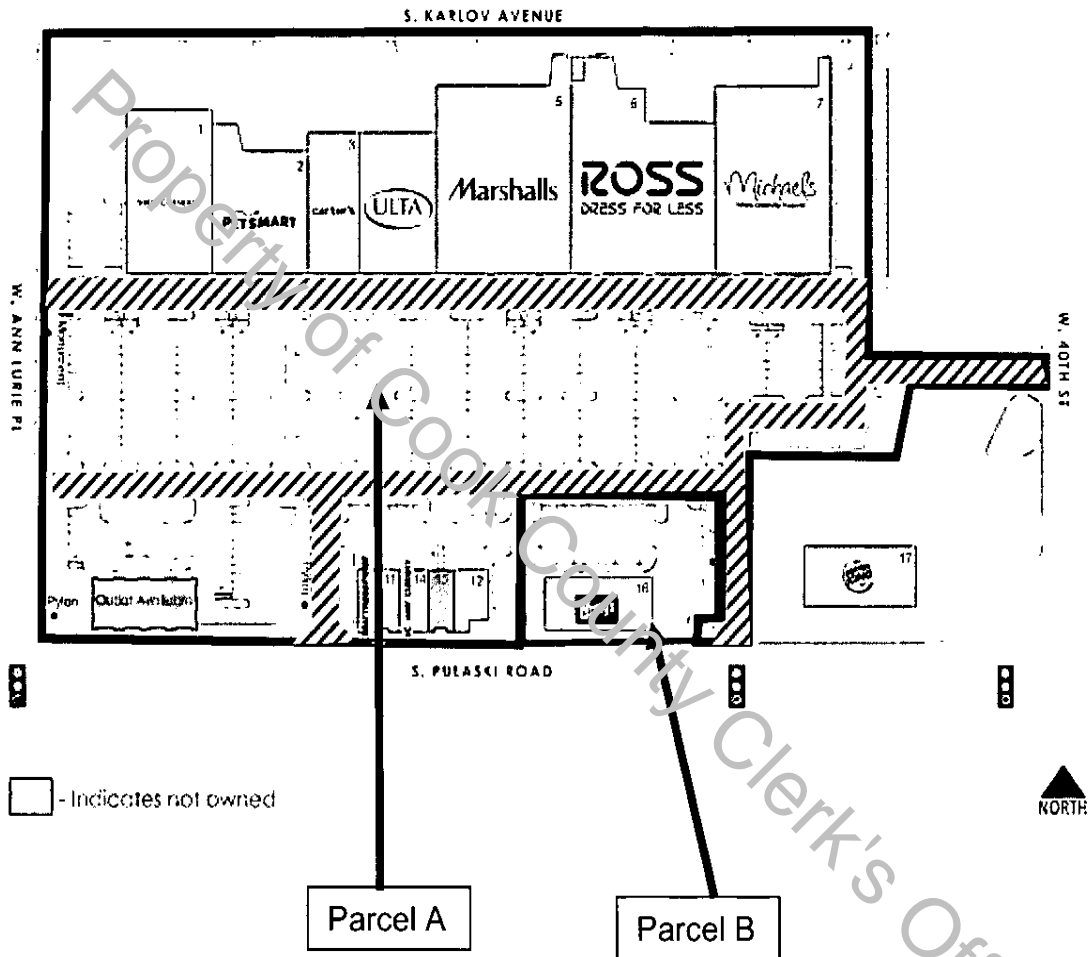 S. KARLOV AVENUE
Property of Cook County Clerk's Off
1
2
PETSMART
3
carter's
ULTA
Marshalls
5
ROSS
DRESS FOR LESS
6
Michaels
7
W. ANN LURIE PL
Monument
W. 40TH ST
Pylon
11
14
15
12
16
17
S. PULASKI ROAD
- Indicates not owned
NORTH
Parcel A
Parcel B